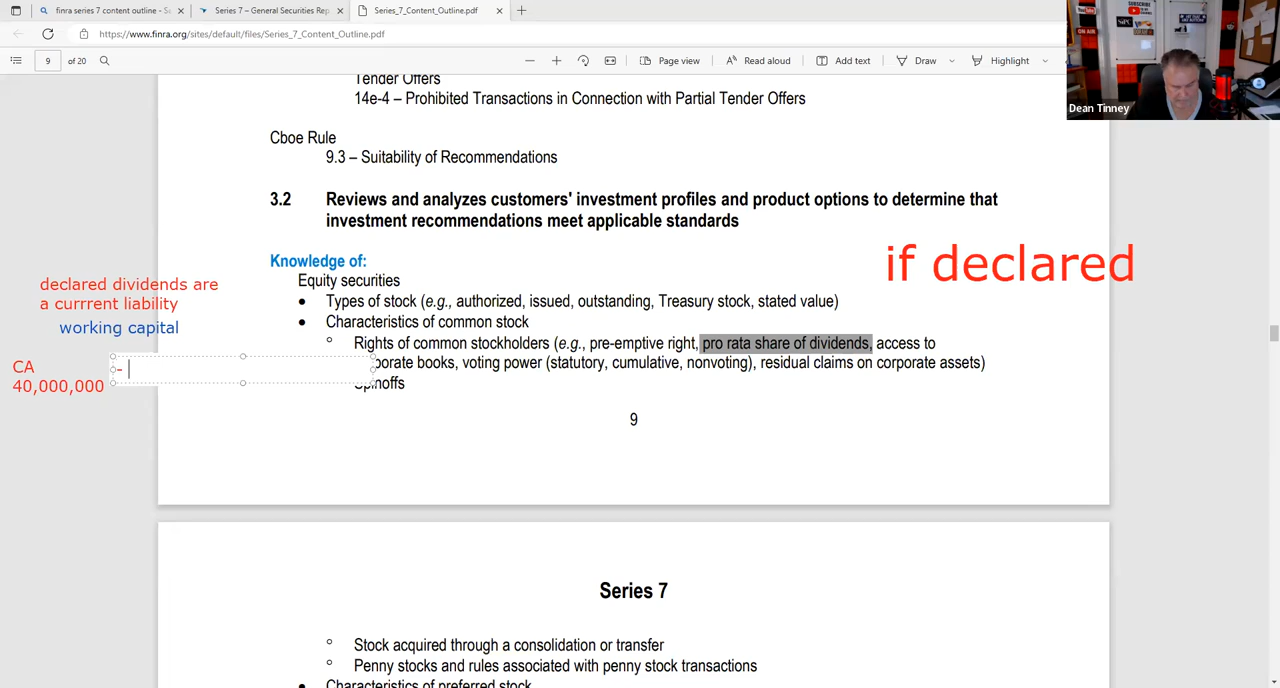 finra series 7 content outline - Se
Series 7 – General Securities Rep
Series_7_Content_Outline.pdf
https://www.finra.org/sites/default/files/Series_7_Content_Outline.pdf
9 of 20
Page view
Read aloud
Add text
Draw
Highlight
Dean Tinney
Tender Offers
14e-4 – Prohibited Transactions in Connection with Partial Tender Offers
Cboe Rule
9.3 – Suitability of Recommendations
3.2 Reviews and analyzes customers' investment profiles and product options to determine that
investment recommendations meet applicable standards
if declared
Knowledge of:
Equity securities
declared dividends are
a currrent liability
working capital
• Types of stock (e.g., authorized, issued, outstanding, Treasury stock, stated value)
• Characteristics of common stock
° Rights of common stockholders (e.g., pre-emptive right, pro rata share of dividends, access to
porate books, voting power (statutory, cumulative, nonvoting), residual claims on corporate assets)
CA
40,000,000
-
Spinoffs
9
Series 7
° Stock acquired through a consolidation or transfer
° Penny stocks and rules associated with penny stock transactions
• Characteristics of preferred stock